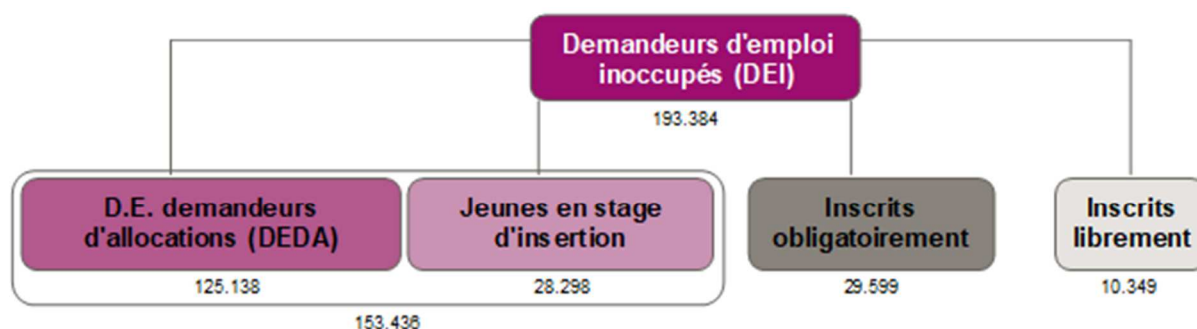 Demandeurs d'emploi
inoccupés (DEI)
193.384
D.E. demandeurs
d'allocations (DEDA)
125.138
Jeunes en stage
d'insertion
28.298
Inscrits
obligatoirement
29.599
Inscrits
librement
10.349
153.436